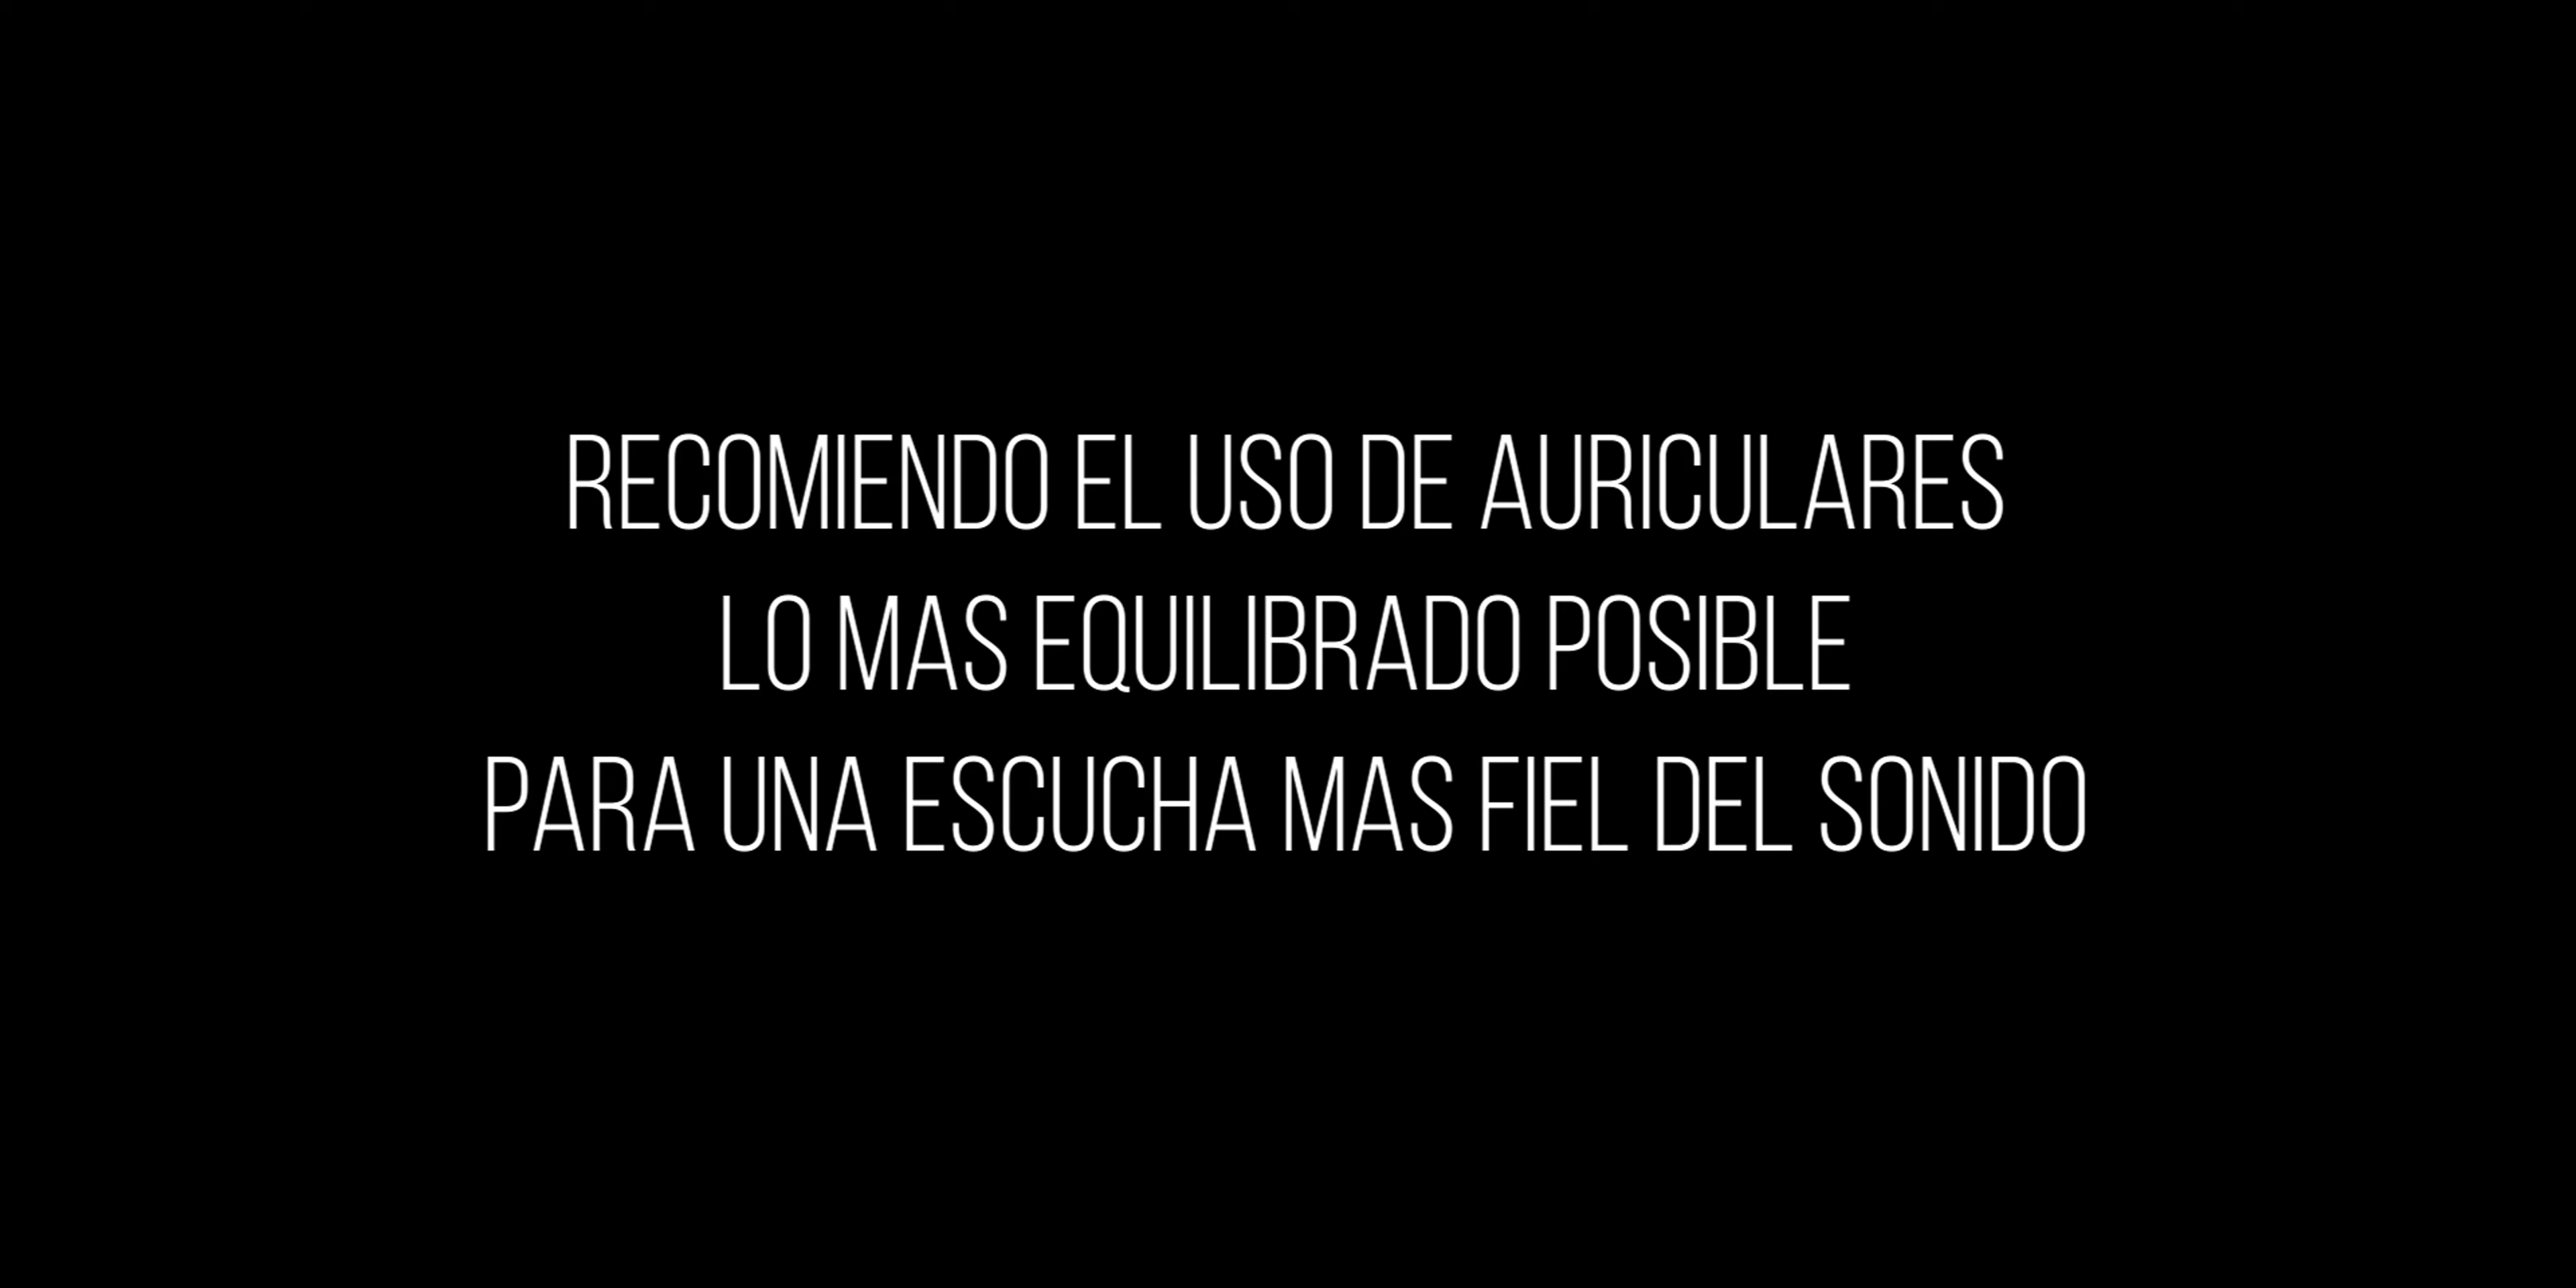 RECOMIENDO EL USO DE AURICULARES
LO MAS EQUILIBRADO POSIBLE
PARA UNA ESCUCHA MAS FIEL DEL SONIDO